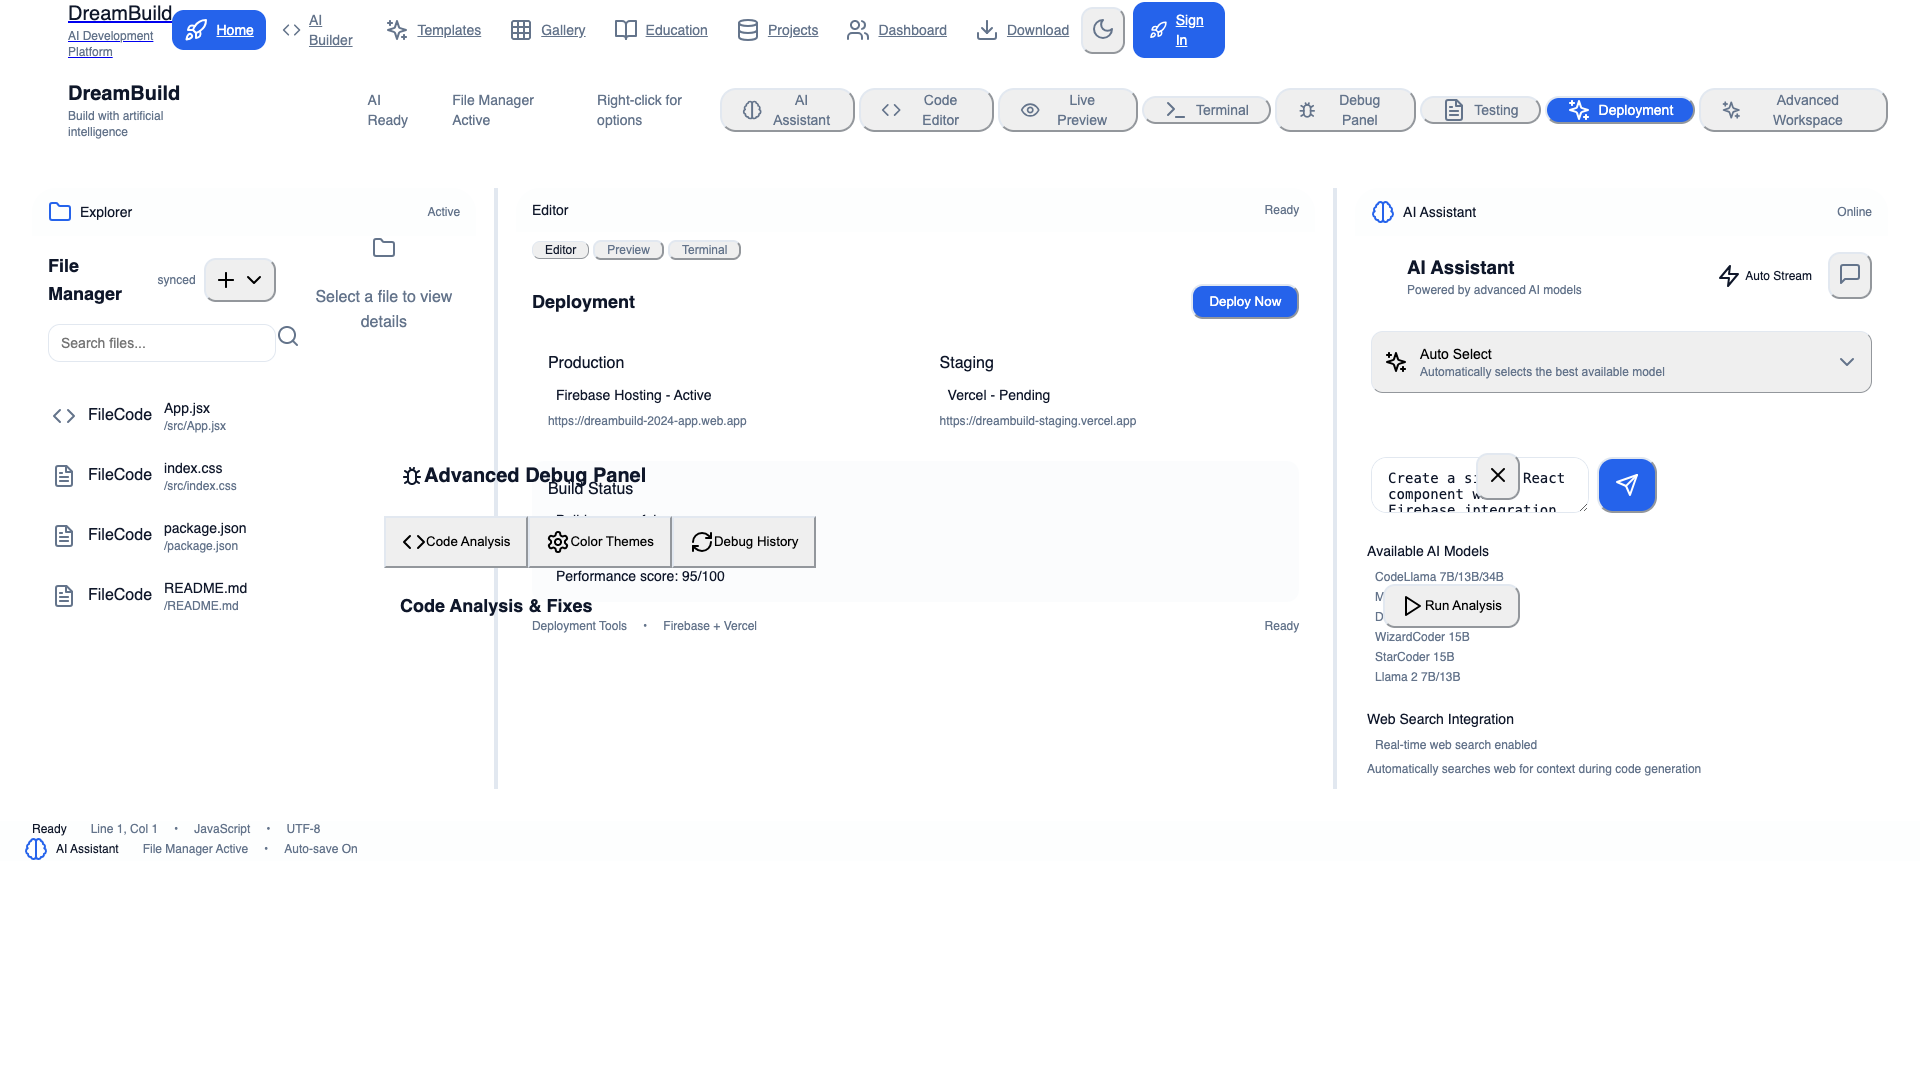 DreamBuild
AI Development
Platform
Home
AI
Builder
Templates
Gallery
Education
Projects
Dashboard
Download
Sign
In
DreamBuild
Build with artificial
intelligence
AI
Ready
File Manager
Active
Right-click for
options
AI
Assistant
Code
Editor
Live
Preview
Terminal
Debug
Panel
Testing
Deployment
Advanced
Workspace
Explorer
Active
File
Manager
synced
Search files...
Select a file to view
details
FileCode
App.jsx
/src/App.jsx
FileCode
index.css
/src/index.css
FileCode
package.json
/package.json
FileCode
README.md
/README.md
Editor
Ready
Editor
Preview
Terminal
Deployment
Deploy Now
Production
Firebase Hosting - Active
https://dreambuild-2024-app.web.app
Staging
Vercel - Pending
https://dreambuild-staging.vercel.app
Advanced Debug Panel
Build Status
Code Analysis
Color Themes
Debug History
Performance score: 95/100
Code Analysis & Fixes
Deployment Tools • Firebase + Vercel
Ready
AI Assistant
Online
AI Assistant
Powered by advanced AI models
Auto Stream
Auto Select
Automatically selects the best available model
Create a React
component
Firebase integration
Available AI Models
CodeLlama 7B/13B/34B
Run Analysis
WizardCoder 15B
StarCoder 15B
Llama 2 7B/13B
Web Search Integration
Real-time web search enabled
Automatically searches web for context during code generation
Ready Line 1, Col 1 • JavaScript • UTF-8
AI Assistant File Manager Active • Auto-save On